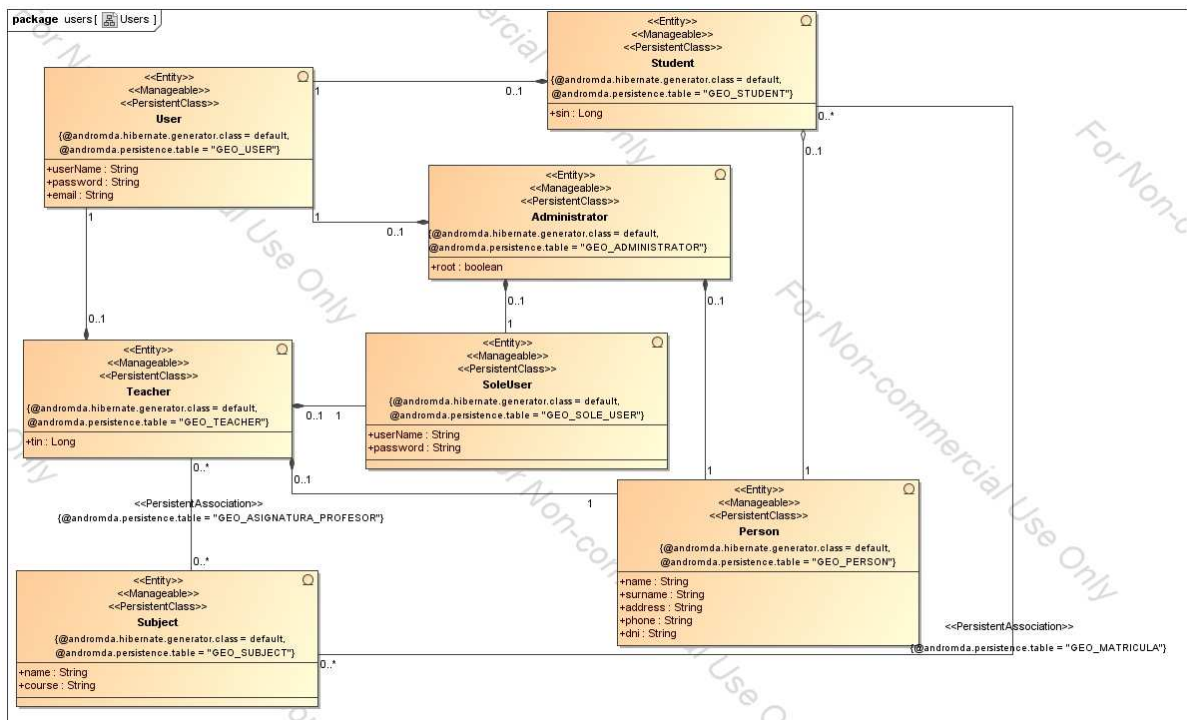 package users [ Users ]
<<Entity>>
<<Manageable>>
<<PersistentClass>>
Student
{@andromda.hibernate.generator.class = default,
@andromda.persistence.table = "GEO_STUDENT"}
+sin : Long
<<Entity>>
<<Manageable>>
<<PersistentClass>>
User
{@andromda.hibernate.generator.class = default,
@andromda.persistence.table = "GEO_USER"}
+userName : String
+password : String
+email : String
1
0..1
0..*
0..1
<<Entity>>
<<Manageable>>
<<PersistentClass>>
Administrator
{@andromda.hibernate.generator.class = default,
@andromda.persistence.table = "GEO_ADMINISTRATOR"}
+root : boolean
1
1
0..1
0..1
0..1
0..1
1
<<Entity>>
<<Manageable>>
<<PersistentClass>>
Teacher
{@andromda.hibernate.generator.class = default,
@andromda.persistence.table = "GEO_TEACHER"}
+tin : Long
<<Entity>>
<<Manageable>>
<<PersistentClass>>
SoleUser
{@andromda.hibernate.generator.class = default,
@andromda.persistence.table = "GEO_SOLE_USER"}
+userName : String
+password : String
0..1
1
0..*
0..1
1
1
1
<<PersistentAssociation>>
{@andromda.persistence.table = "GEO_ASIGNATURA_PROFESOR"}
0..*
<<Entity>>
<<Manageable>>
<<PersistentClass>>
Person
{@andromda.hibernate.generator.class = default,
@andromda.persistence.table = "GEO_PERSON"}
+name : String
+surname : String
+address : String
+phone : String
+dni : String
<<Entity>>
<<Manageable>>
<<PersistentClass>>
Subject
{@andromda.hibernate.generator.class = default,
@andromda.persistence.table = "GEO_SUBJECT"}
+name : String
+course : String
0..*
<<PersistentAssociation>>
{@andromda.persistence.table = "GEO_MATRICULA"}
For Non-commercial Use Only